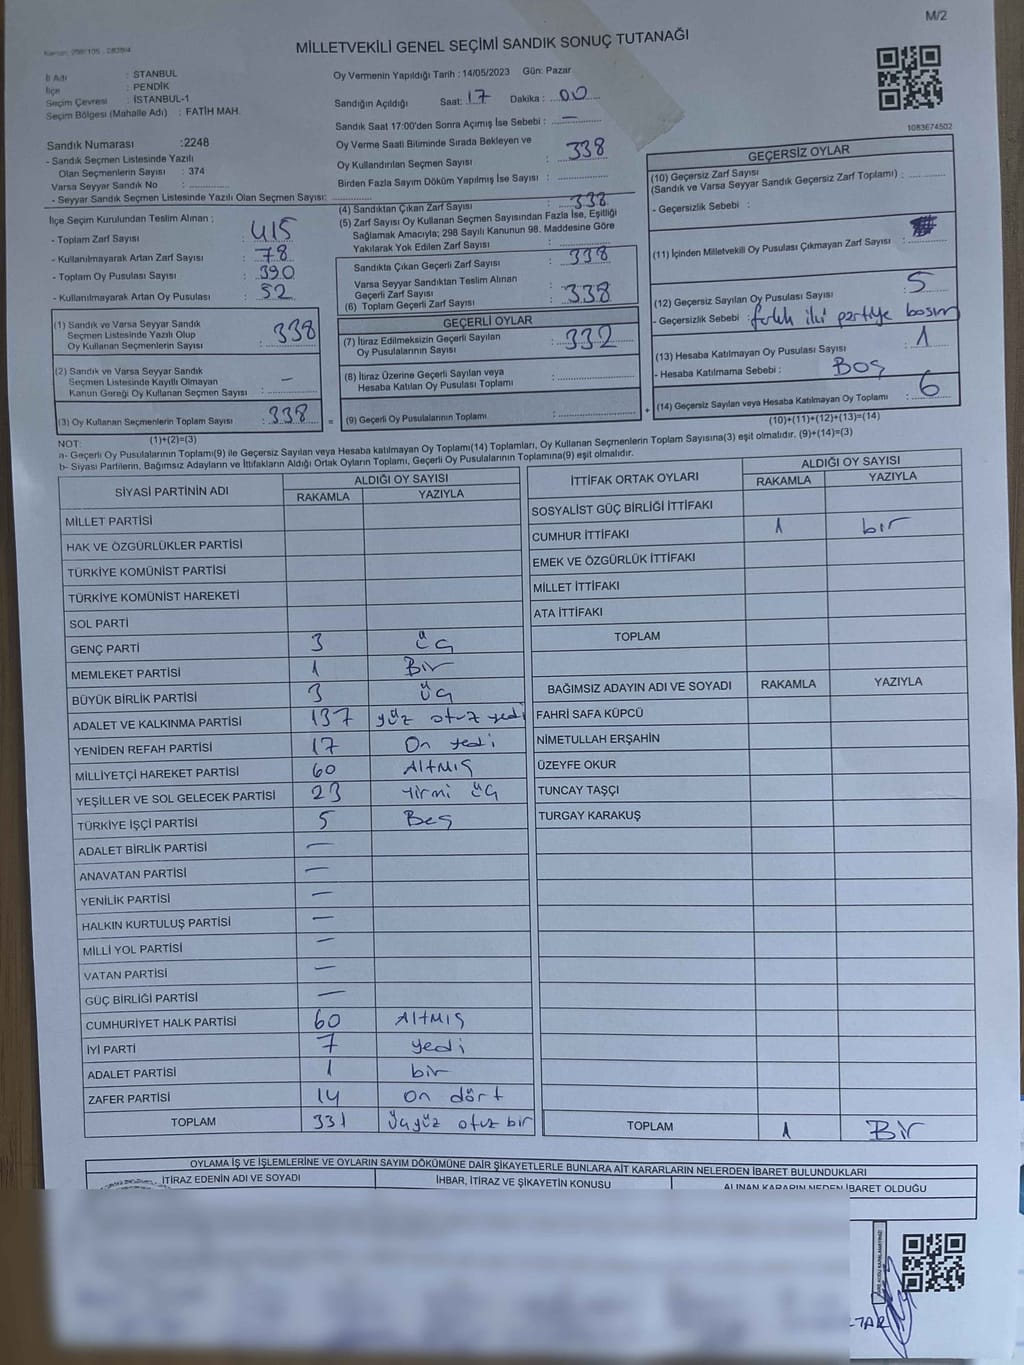 M/2
Kanun: 298/105 - 2839/4
MİLLETVEKİLİ GENEL SEÇİMİ SANDIK SONUÇ TUTANAĞI
İl Adı : İSTANBUL
İlçe : PENDİK
Seçim Çevresi : İSTANBUL-1
Seçim Bölgesi (Mahalle Adı) : FATİH MAH.
Oy Vermenin Yapıldığı Tarih : 14/05/2023 Gün: Pazar
Sandığın Açıldığı Saat: 17 Dakika : 00
Sandık Saat 17:00'den Sonra Açımış İse Sebebi : —
1083674502
Sandık Numarası :2248
- Sandık Seçmen Listesinde Yazılı
Olan Seçmenlerin Sayısı : 374
Varsa Seyyar Sandık No :
- Seyyar Sandık Seçmen Listesinde Yazılı Olan Seçmen Sayısı:
Oy Verme Saati Bitiminde Sırada Bekleyen ve
Oy Kullandırılan Seçmen Sayısı : 338
Birden Fazla Sayım Döküm Yapılmış İse Sayısı :
İlçe Seçim Kurulundan Teslim Alınan ;
- Toplam Zarf Sayısı : 415
- Kullanılmayarak Artan Zarf Sayısı : 78
- Toplam Oy Pusulası Sayısı : 390
- Kullanılmayarak Artan Oy Pusulası : 52
(4) Sandıktan Çıkan Zarf Sayısı : 338
(5) Zarf Sayısı Oy Kullanan Seçmen Sayısından Fazla İse, Eşitliği
Sağlamak Amacıyla; 298 Sayılı Kanunun 98. Maddesine Göre
Yakılarak Yok Edilen Zarf Sayısı :
Sandıkta Çıkan Geçerli Zarf Sayısı : 338
Varsa Seyyar Sandıktan Teslim Alınan
Geçerli Zarf Sayısı :
(6) Toplam Geçerli Zarf Sayısı : 338
GEÇERSİZ OYLAR
(10) Geçersiz Zarf Sayısı
(Sandık ve Varsa Seyyar Sandık Geçersiz Zarf Toplamı) :
- Geçersizlik Sebebi :
(11) İçinden Milletvekili Oy Pusulası Çıkmayan Zarf Sayısı :
(12) Geçersiz Sayılan Oy Pusulası Sayısı : 5
- Geçersizlik Sebebi : farklı iki partiye basım
(13) Hesaba Katılmayan Oy Pusulası Sayısı : 1
- Hesaba Katılmama Sebebi : Boş
(14) Geçersiz Sayılan veya Hesaba Katılmayan Oy Toplamı : 6
(10)+(11)+(12)+(13)=(14)
(1) Sandık ve Varsa Seyyar Sandık
Seçmen Listesinde Yazılı Olup
Oy Kullanan Seçmenlerin Sayısı : 338
(2) Sandık ve Varsa Seyyar Sandık
Seçmen Listesinde Kayıtlı Olmayan
Kanun Gereği Oy Kullanan Seçmen Sayısı : —
(3) Oy Kullanan Seçmenlerin Toplam Sayısı : 338
(1)+(2)=(3)
=
GEÇERLİ OYLAR
(7) İtiraz Edilmeksizin Geçerli Sayılan
Oy Pusulalarının Sayısı : 332
(8) İtiraz Üzerine Geçerli Sayılan veya
Hesaba Katılan Oy Pusulası Toplamı :
(9) Geçerli Oy Pusulalarının Toplamı :
+
NOT:
a- Geçerli Oy Pusulalarının Toplamı(9) ile Geçersiz Sayılan veya Hesaba katılmayan Oy Toplamı(14) Toplamları, Oy Kullanan Seçmenlerin Toplam Sayısına(3) eşit olmalıdır. (9)+(14)=(3)
b- Siyasi Partilerin, Bağımsız Adayların ve İttifakların Aldığı Ortak Oyların Toplamı, Geçerli Oy Pusulalarının Toplamına(9) eşit olmalıdır.
SİYASİ PARTİNİN ADI ALDIĞI OY SAYISI
RAKAMLA YAZIYLA
MİLLET PARTİSİ
HAK VE ÖZGÜRLÜKLER PARTİSİ
TÜRKİYE KOMÜNİST PARTİSİ
TÜRKİYE KOMÜNİST HAREKETİ
SOL PARTİ
GENÇ PARTİ 3 üç
MEMLEKET PARTİSİ 1 Bir
BÜYÜK BİRLİK PARTİSİ 3 üç
ADALET VE KALKINMA PARTİSİ 137 yüz otuz yedi
YENİDEN REFAH PARTİSİ 17 On yedi
MİLLİYETÇİ HAREKET PARTİSİ 60 Altmış
YEŞİLLER VE SOL GELECEK PARTİSİ 23 Yirmi üç
TÜRKİYE İŞÇİ PARTİSİ 5 Beş
ADALET BİRLİK PARTİSİ —
ANAVATAN PARTİSİ —
YENİLİK PARTİSİ —
HALKIN KURTULUŞ PARTİSİ —
MİLLİ YOL PARTİSİ —
VATAN PARTİSİ —
GÜÇ BİRLİĞİ PARTİSİ —
CUMHURİYET HALK PARTİSİ 60 Altmış
İYİ PARTİ 7 yedi
ADALET PARTİSİ 1 bir
ZAFER PARTİSİ 14 on dört
TOPLAM 331 Üçyüz otuz bir
İTTİFAK ORTAK OYLARI ALDIĞI OY SAYISI
RAKAMLA YAZIYLA
SOSYALİST GÜÇ BİRLİĞİ İTTİFAKI
CUMHUR İTTİFAKI 1 bir
EMEK VE ÖZGÜRLÜK İTTİFAKI
MİLLET İTTİFAKI
ATA İTTİFAKI
TOPLAM
BAĞIMSIZ ADAYIN ADI VE SOYADI RAKAMLA YAZIYLA
FAHRİ SAFA KÜPCÜ
NİMETULLAH ERŞAHİN
ÜZEYFE OKUR
TUNCAY TAŞÇI
TURGAY KARAKUŞ
TOPLAM 1 Bir
OYLAMA İŞ VE İŞLEMLERİNE VE OYLARIN SAYIM DÖKÜMÜNE DAİR ŞİKAYETLERLE BUNLARA AİT KARARLARIN NELERDEN İBARET BULUNDUKLARI
İTİRAZ EDENİN ADI VE SOYADI İHBAR, İTİRAZ VE ŞİKAYETİN KONUSU ALINAN KARARIN NEDEN İBARET OLDUĞU